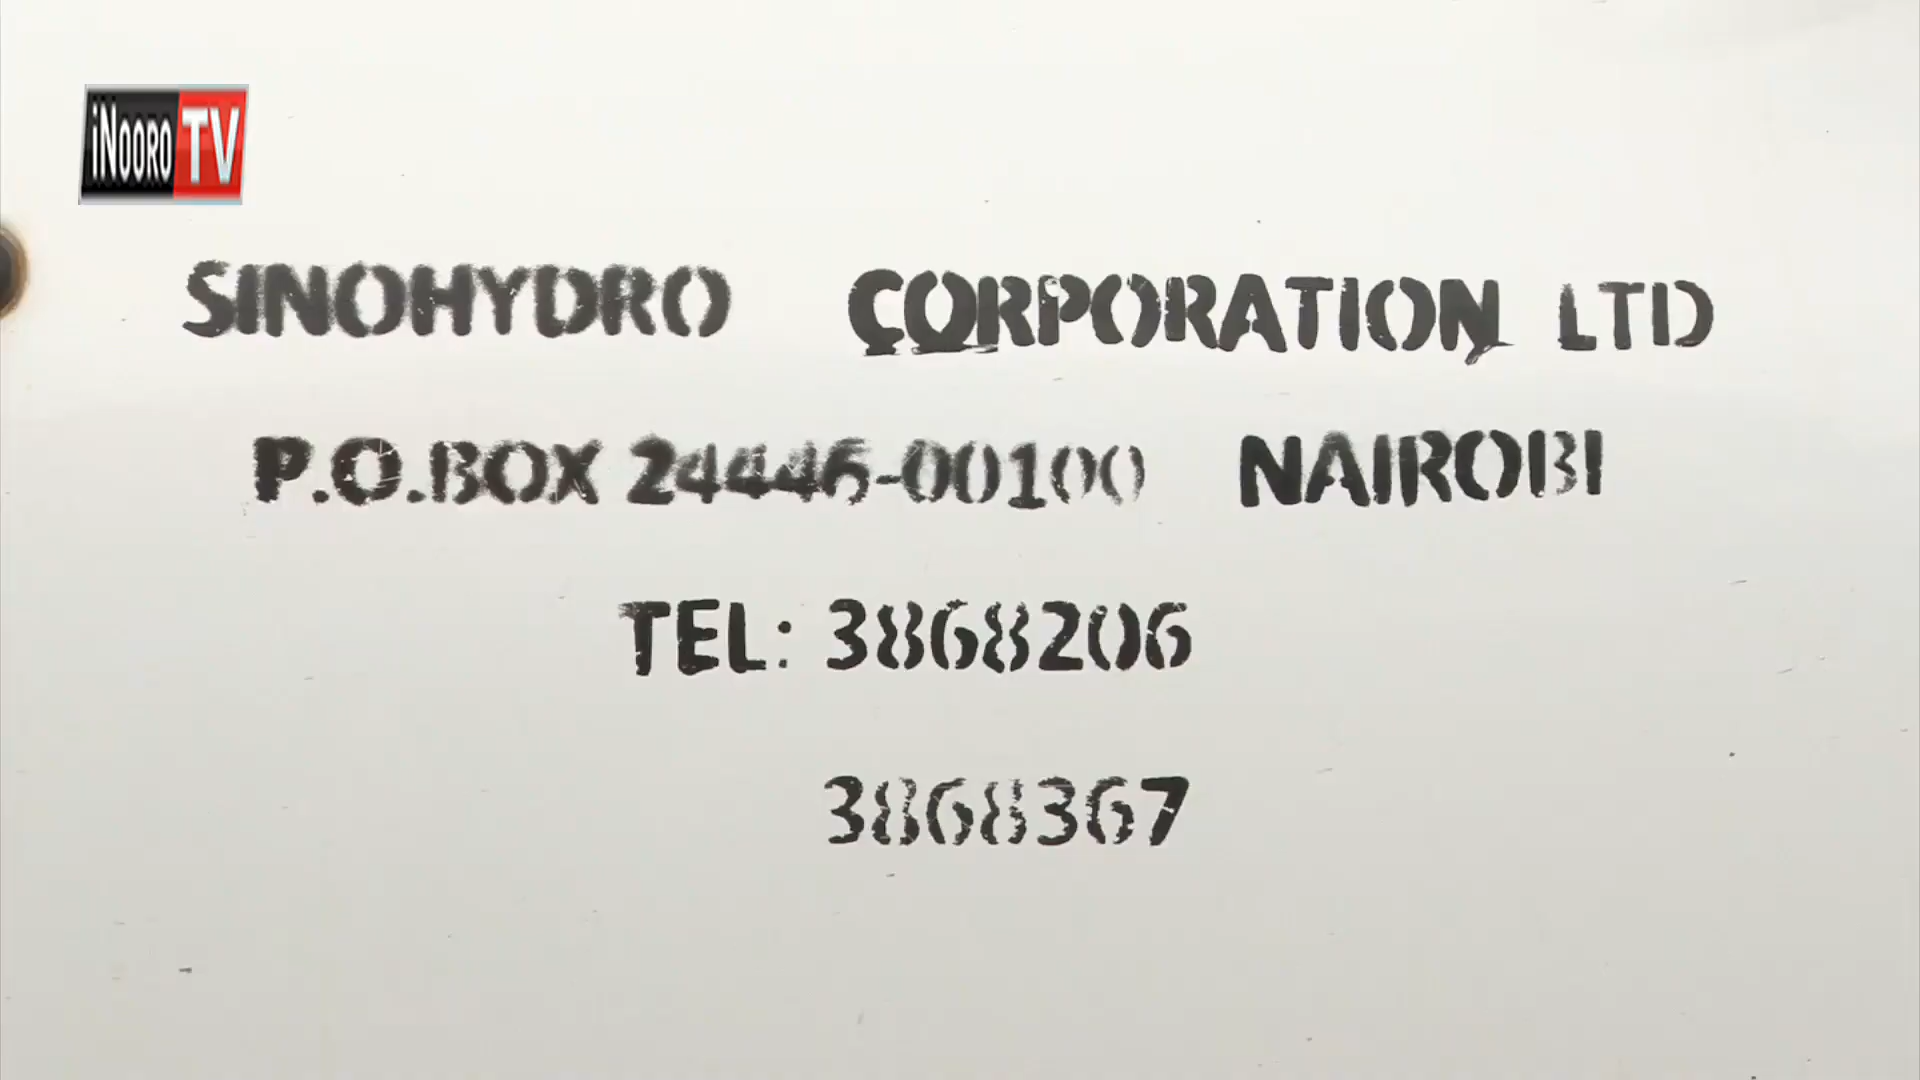 iNooro TV
SINOHYDRO CORPORATION LTD
P.O.BOX 24446-00100 NAIROBI
TEL: 3868206
3868367